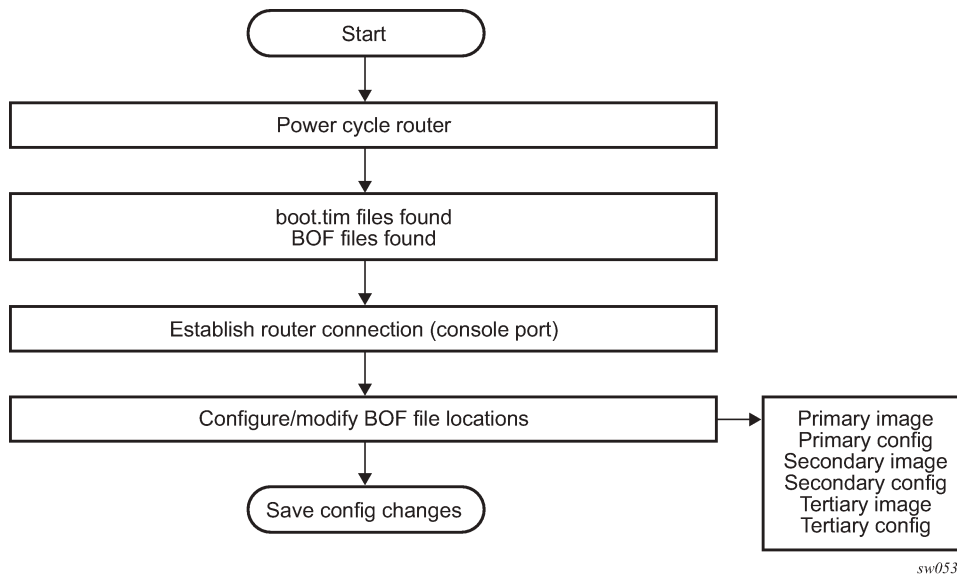 Start
Power cycle router
boot.tim files found
BOF files found
Establish router connection (console port)
Configure/modify BOF file locations
Primary image
Primary config
Secondary image
Secondary config
Tertiary image
Tertiary config
Save config changes
sw053